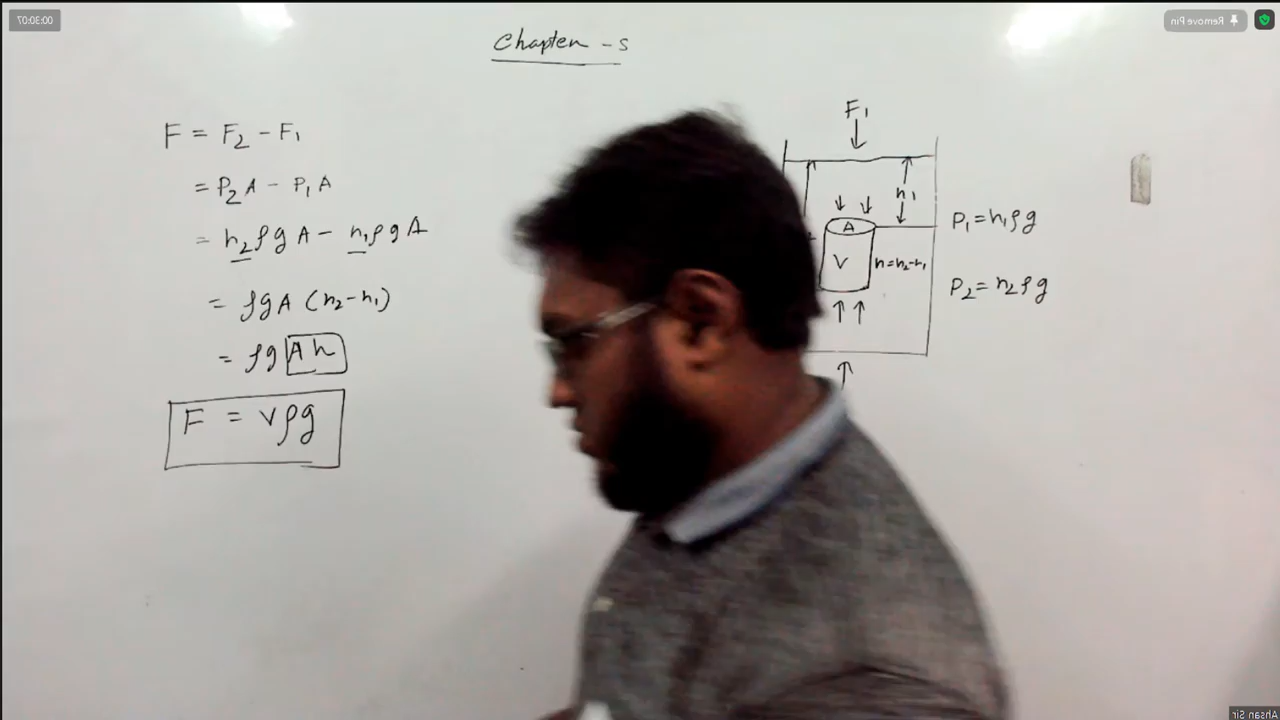 00:30:07
Remove Pin
Chapter - 5
F = F₂ - F₁
= P₂A - P₁A
= h₂ρgA - h₁ρgA
= ρgA (h₂-h₁)
= ρg Ah
F = vρg
F₁
h₁
A
V
h=h₂-h₁
P₁=h₁ρg
P₂=h₂ρg
Ahsan Sir